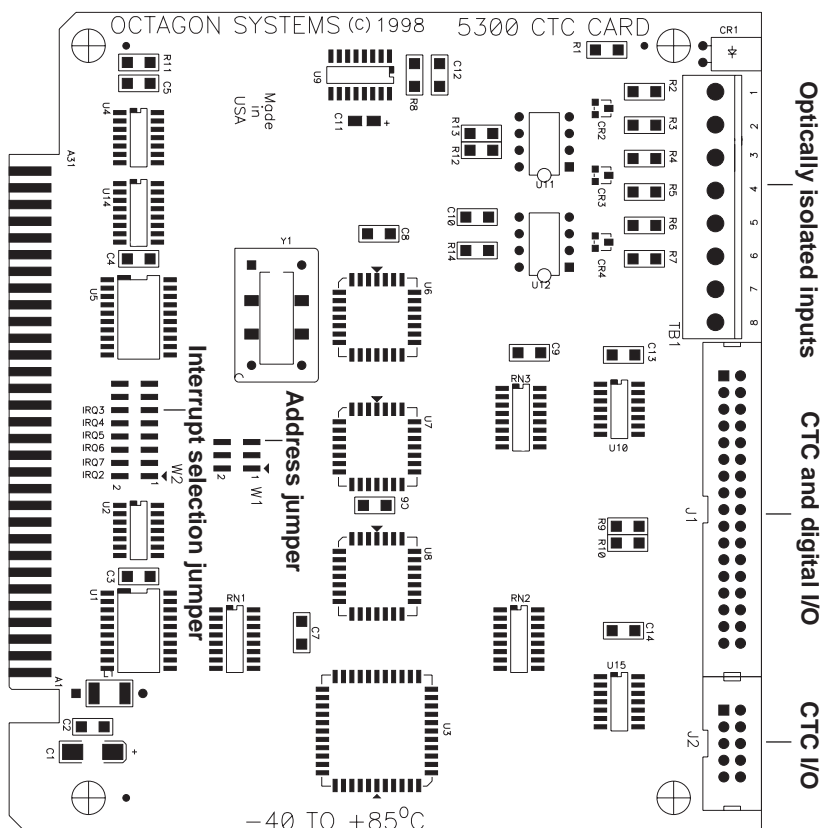 OCTAGON SYSTEMS (C) 1998 5300 CTC CARD
CR1
R1
R11
C5
U9
C12
R8
Made
in
USA
C11 +
U4
R13
R12
U11
CR2
R2
R3
R4
R5
R6
R7
1
2
3
4
5
6
7
8
TB1
Optically isolated inputs
A31
U14
C4
U5
Y1
C8
C10
R14
U12
CR3
CR4
U6
C9
C13
RN3
U10
Interrupt selection jumper
Address jumper
IRQ3
IRQ4
IRQ5
IRQ6
IRQ7
IRQ2
2
1
W2
2
1
W1
U7
C6
U8
U2
C3
U1
RN1
C7
R9
R10
RN2
C14
U15
J1
CTC and digital I/O
A1
L1
C2
C1 +
U3
J2
CTC I/O
-40 TO +85°C